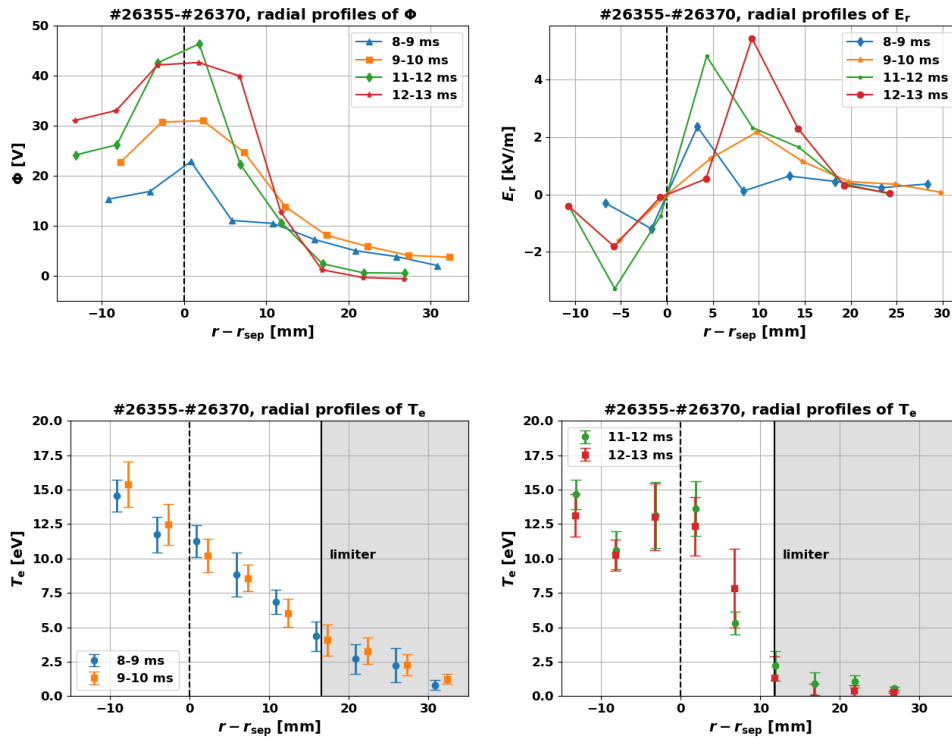 #26355-#26370, radial profiles of Φ
50
40
30
20
10
0
Φ [V]
−10 0 10 20 30
r − r_sep [mm]
8-9 ms
9-10 ms
11-12 ms
12-13 ms
#26355-#26370, radial profiles of E_r
4
2
0
−2
E_r [kV/m]
−10 −5 0 5 10 15 20 25 30
r − r_sep [mm]
8-9 ms
9-10 ms
11-12 ms
12-13 ms
#26355-#26370, radial profiles of T_e
20.0
17.5
15.0
12.5
10.0
7.5
5.0
2.5
0.0
T_e [eV]
limiter
8-9 ms
9-10 ms
−10 0 10 20 30
r − r_sep [mm]
#26355-#26370, radial profiles of T_e
20.0
17.5
15.0
12.5
10.0
7.5
5.0
2.5
0.0
T_e [eV]
11-12 ms
12-13 ms
limiter
−10 0 10 20 30
r − r_sep [mm]